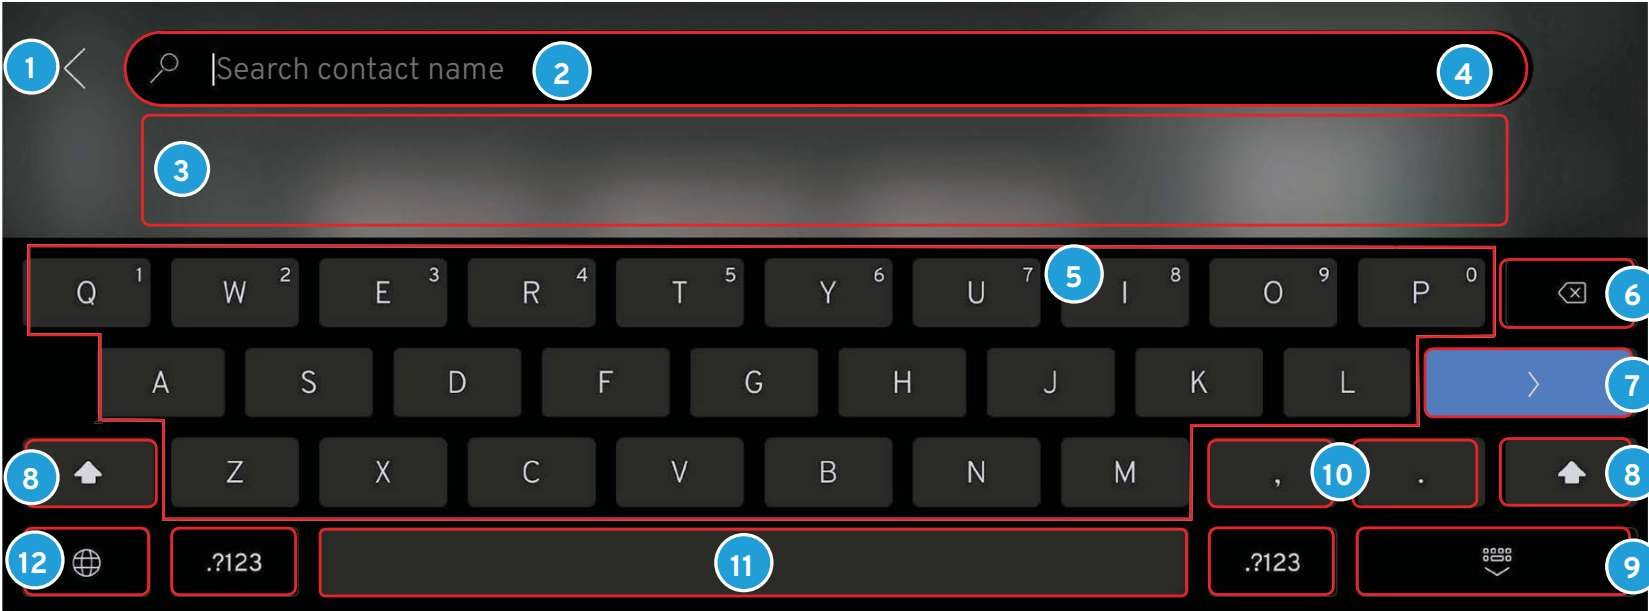 1 Search contact name 2 4
3
Q 1 W 2 E 3 R 4 T 5 Y 6 U 7 5 I 8 O 9 P 0 6
A S D F G H J K L 7
8 Z X C V B N M , 10 . 8
12 .?123 11 .?123 9